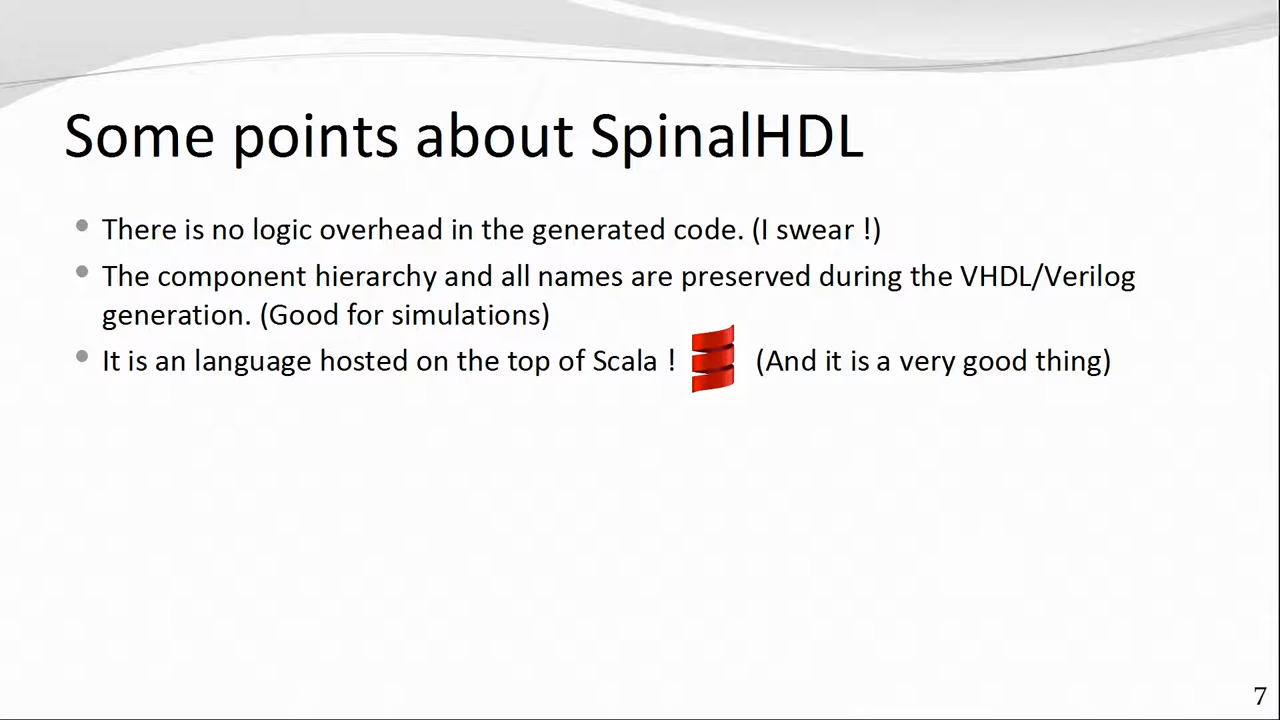 Some points about SpinalHDL
There is no logic overhead in the generated code. (I swear !)
The component hierarchy and all names are preserved during the VHDL/Verilog
generation. (Good for simulations)
It is an language hosted on the top of Scala ! (And it is a very good thing)
7